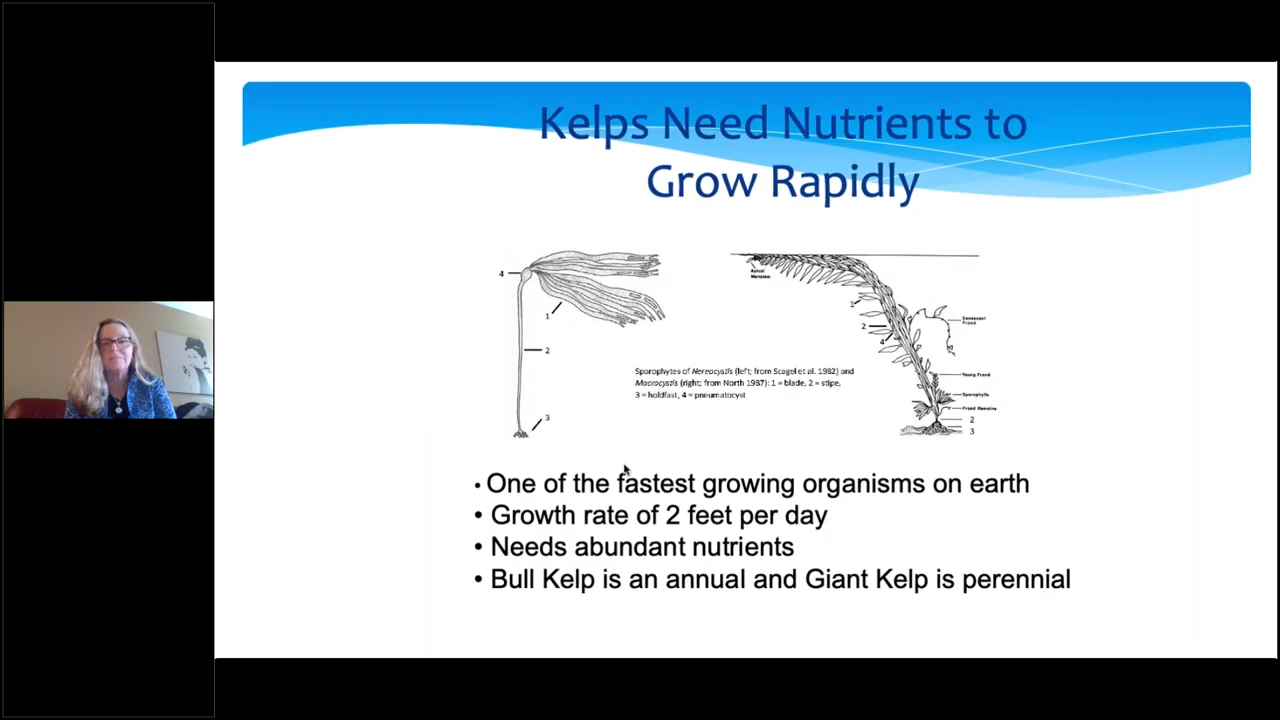 Kelps Need Nutrients to
Grow Rapidly
4
1
2
3
Apical
Meristem
1
2
4
Senescent
Frond
Young Frond
Sporophylls
Frond Remains
2
3
Sporophytes of Nereocystis (left; from Scagel et al. 1982) and
Macrocystis (right; from North 1987): 1 = blade, 2 = stipe,
3 = holdfast, 4 = pneumatocyst
• One of the fastest growing organisms on earth
• Growth rate of 2 feet per day
• Needs abundant nutrients
• Bull Kelp is an annual and Giant Kelp is perennial